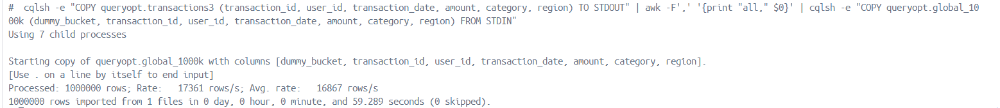 #  cqlsh -e "COPY queryopt.transactions3 (transaction_id, user_id, transaction_date, amount, category, region) TO STDOUT" | awk -F',' '{print "all," $0}' | cqlsh -e "COPY queryopt.global_10
00k (dummy_bucket, transaction_id, user_id, transaction_date, amount, category, region) FROM STDIN"
Using 7 child processes
Starting copy of queryopt.global_1000k with columns [dummy_bucket, transaction_id, user_id, transaction_date, amount, category, region].
[Use . on a line by itself to end input]
Processed: 1000000 rows; Rate:   17361 rows/s; Avg. rate:   16867 rows/s
1000000 rows imported from 1 files in 0 day, 0 hour, 0 minute, and 59.289 seconds (0 skipped).